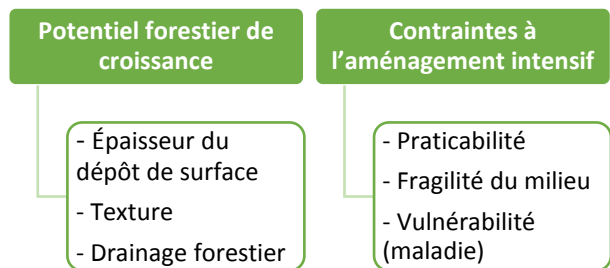 Potentiel forestier de
croissance
- Épaisseur du
dépôt de surface
- Texture
- Drainage forestier
Contraintes à
l’aménagement intensif
- Praticabilité
- Fragilité du milieu
- Vulnérabilité
(maladie)